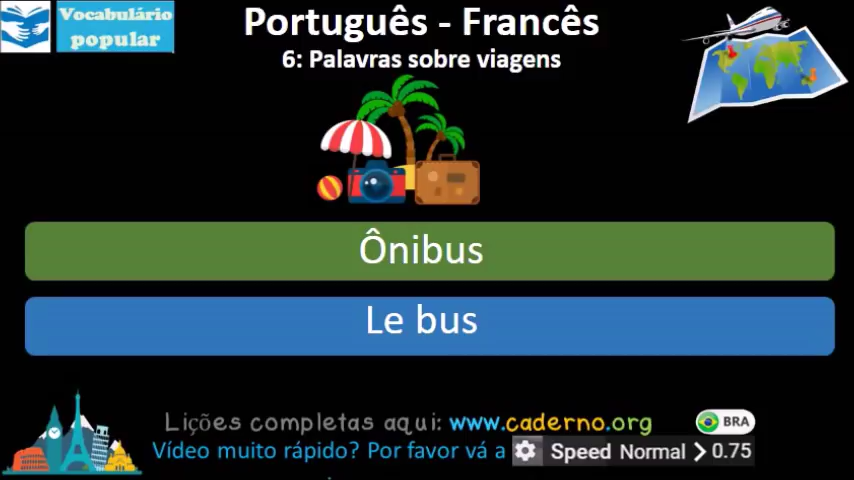 Vocabulário
popular
Português - Francês
6: Palavras sobre viagens
Ônibus
Le bus
Lições completas aqui: www.caderno.org
BRA
Vídeo muito rápido? Por favor vá a Speed Normal > 0.75